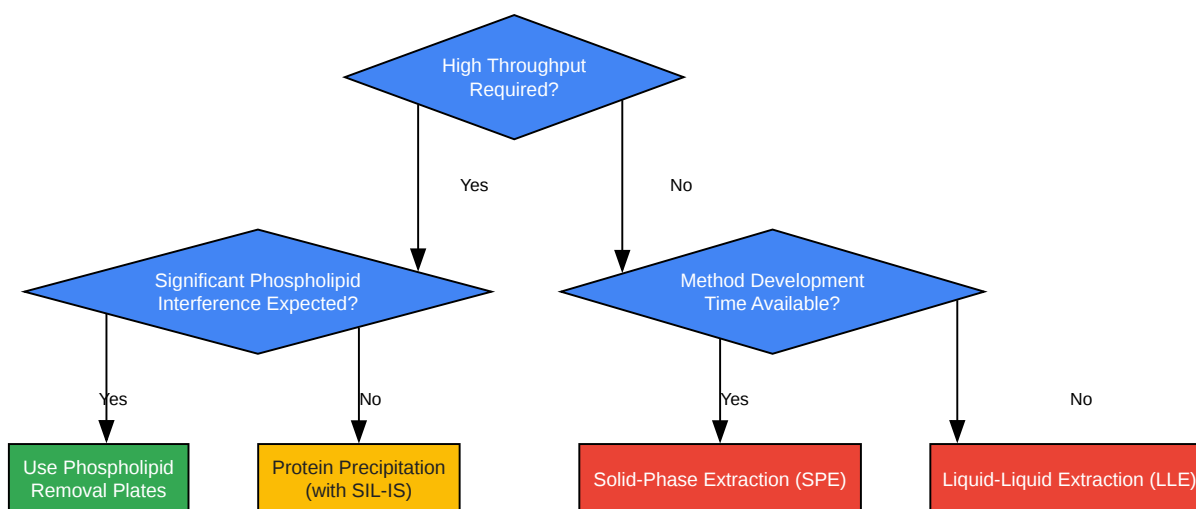 High Throughput
Required?
Yes
No
Significant Phospholipid
Interference Expected?
Method Development
Time Available?
Yes
No
Yes
No
Use Phospholipid
Removal Plates
Protein Precipitation
(with SIL-IS)
Solid-Phase Extraction (SPE)
Liquid-Liquid Extraction (LLE)